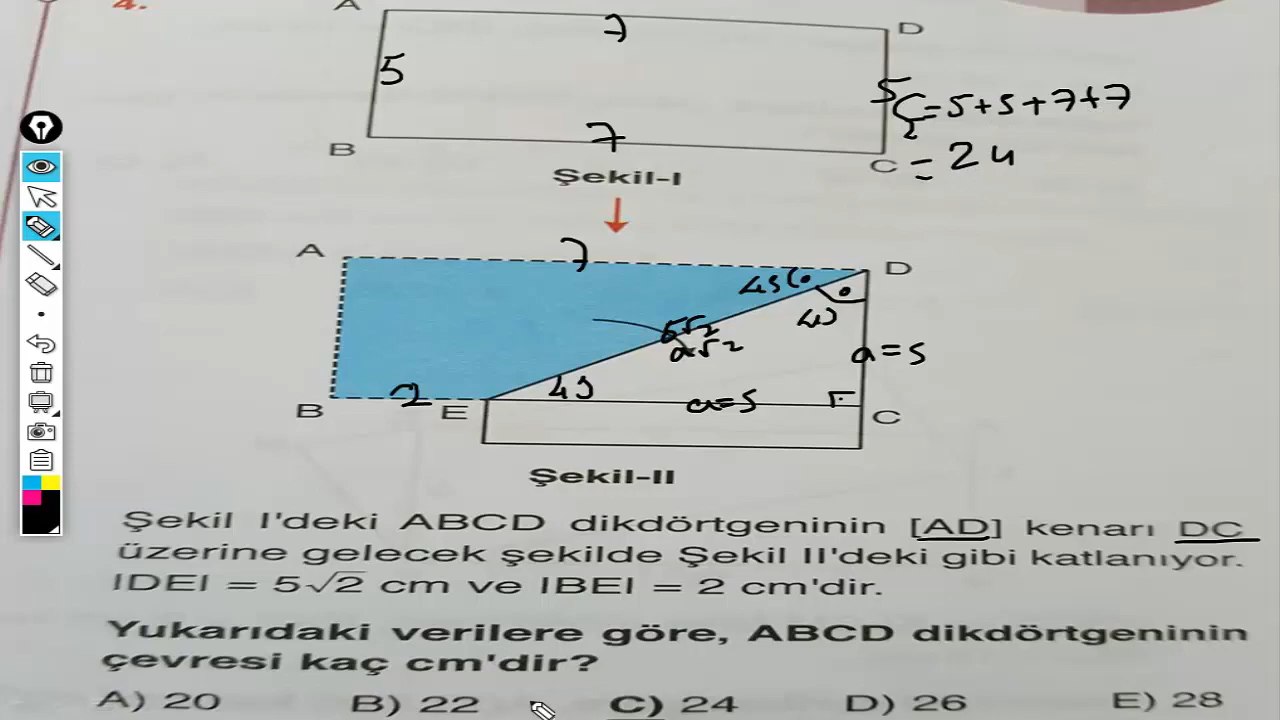 4.
A
7
D
5
5
Ç = 5+5+7+7
2
= 24
B
7
C
Şekil-I
A
7
D
45
45
5√2
a√2
a=5
45
a=5
B
2
E
C
Şekil-II
Şekil I'deki ABCD dikdörtgeninin [AD] kenarı DC
üzerine gelecek şekilde Şekil II'deki gibi katlanıyor.
IDEI = 5√2 cm ve IBEI = 2 cm'dir.
Yukarıdaki verilere göre, ABCD dikdörtgeninin
çevresi kaç cm'dir?
A) 20 B) 22 C) 24 D) 26 E) 28